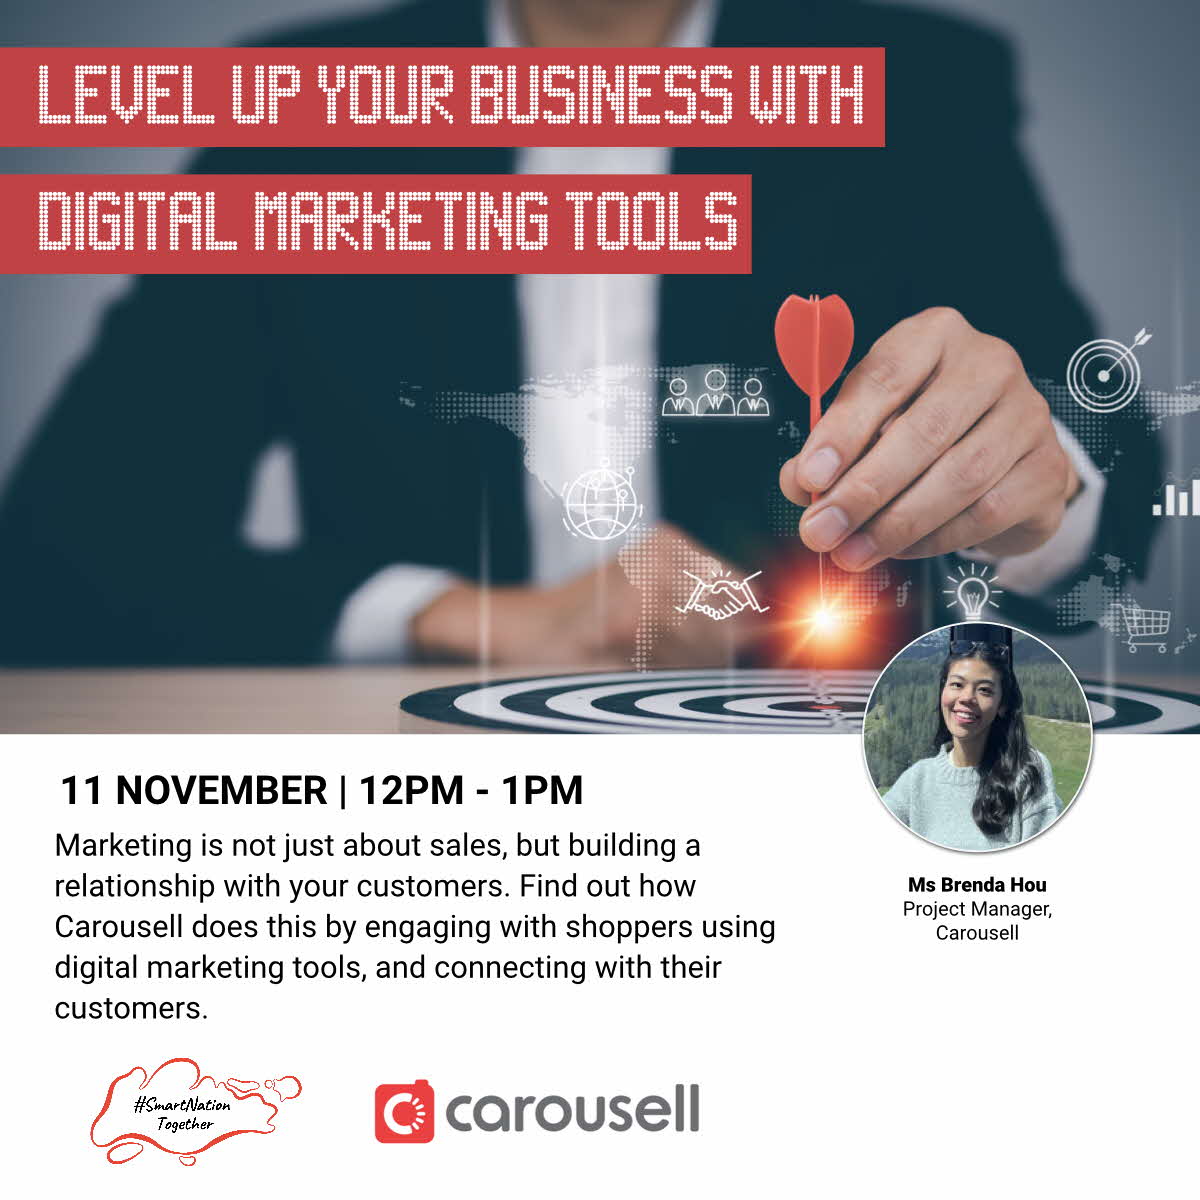 LEVEL UP YOUR BUSINESS WITH
DIGITAL MARKETING TOOLS
11 NOVEMBER | 12PM - 1PM
Marketing is not just about sales, but building a
relationship with your customers. Find out how
Carousell does this by engaging with shoppers using
digital marketing tools, and connecting with their
customers.
Ms Brenda Hou
Project Manager,
Carousell
#SmartNation
Together
carousell